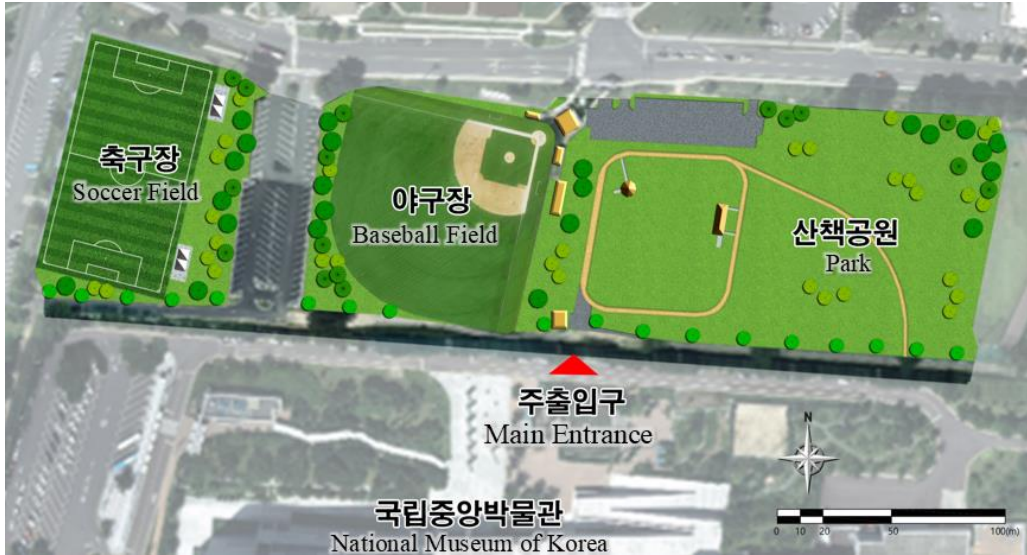 축구장
Soccer Field
야구장
Baseball Field
산책공원
Park
주출입구
Main Entrance
N
국립중앙박물관
National Museum of Korea
0 10 20 50 100(m)